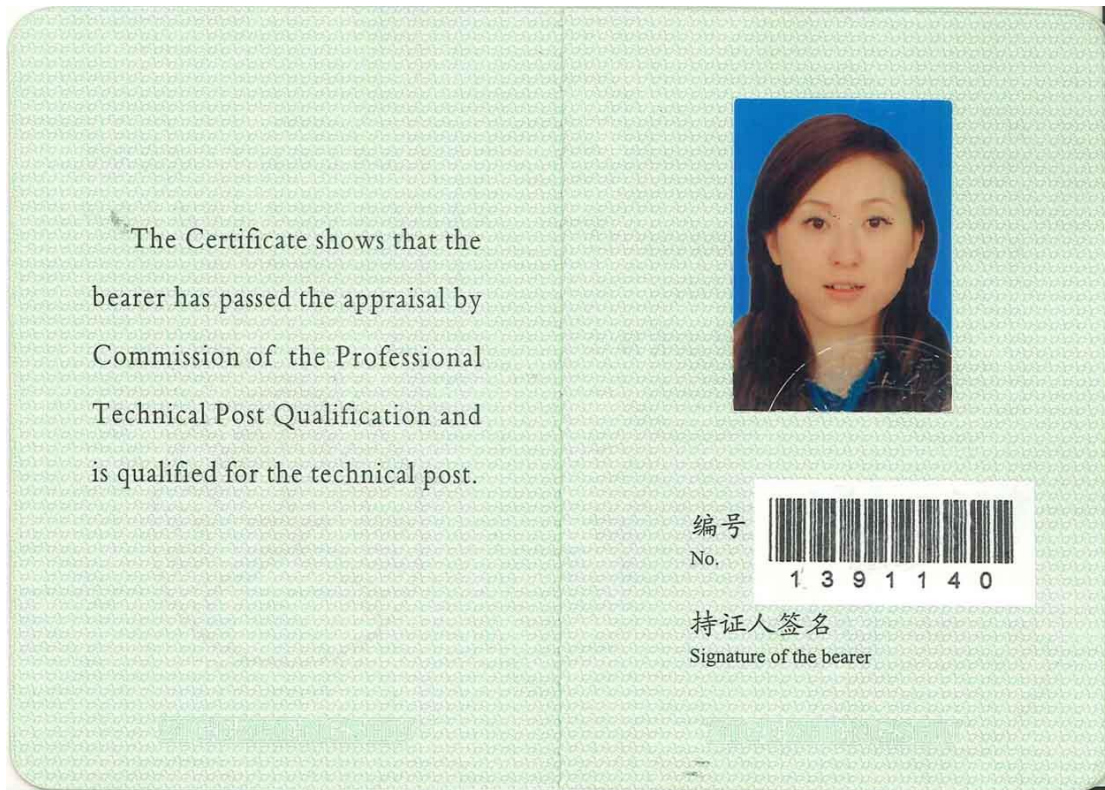 The Certificate shows that the
bearer has passed the appraisal by
Commission of the Professional
Technical Post Qualification and
is qualified for the technical post.
编号
No.
1391140
持证人签名
Signature of the bearer